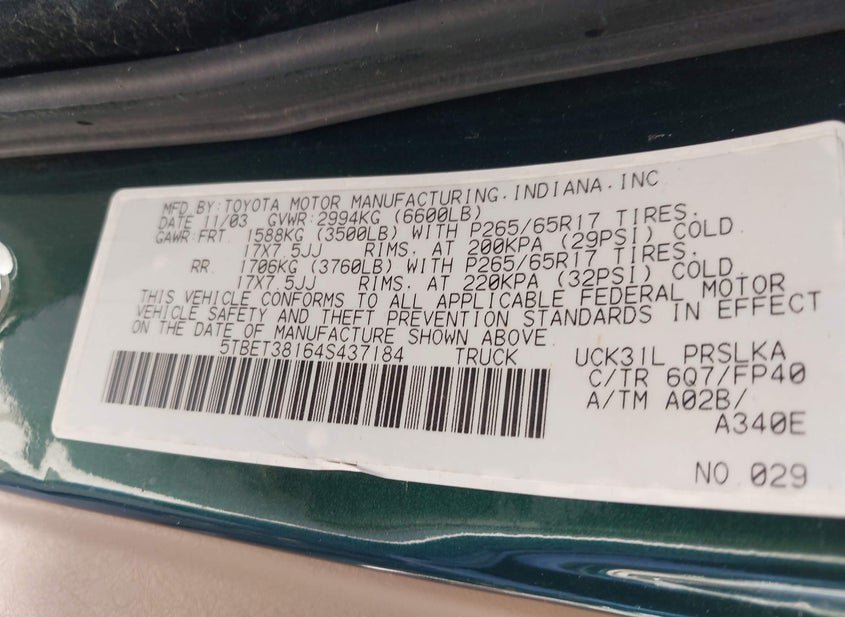 MFD.BY:TOYOTA MOTOR MANUFACTURING.INDIANA.INC
DATE 11/03 GVWR:2994KG (6600LB)
GAWR:FRT. 1588KG (3500LB) WITH P265/65R17 TIRES.
17X7.5JJ RIMS. AT 200KPA (29PSI) COLD
RR. 1706KG (3760LB) WITH P265/65R17 TIRES.
17X7.5JJ RIMS. AT 220KPA (32PSI) COLD
THIS VEHICLE CONFORMS TO ALL APPLICABLE FEDERAL MOTOR
VEHICLE SAFETY AND THEFT PREVENTION STANDARDS IN EFFECT
ON THE DATE OF MANUFACTURE SHOWN ABOVE.
5TBET38164S437184 TRUCK
UCK31L PRSLKA
C/TR 6Q7/FP40
A/TM A02B/
A340E
NO.029